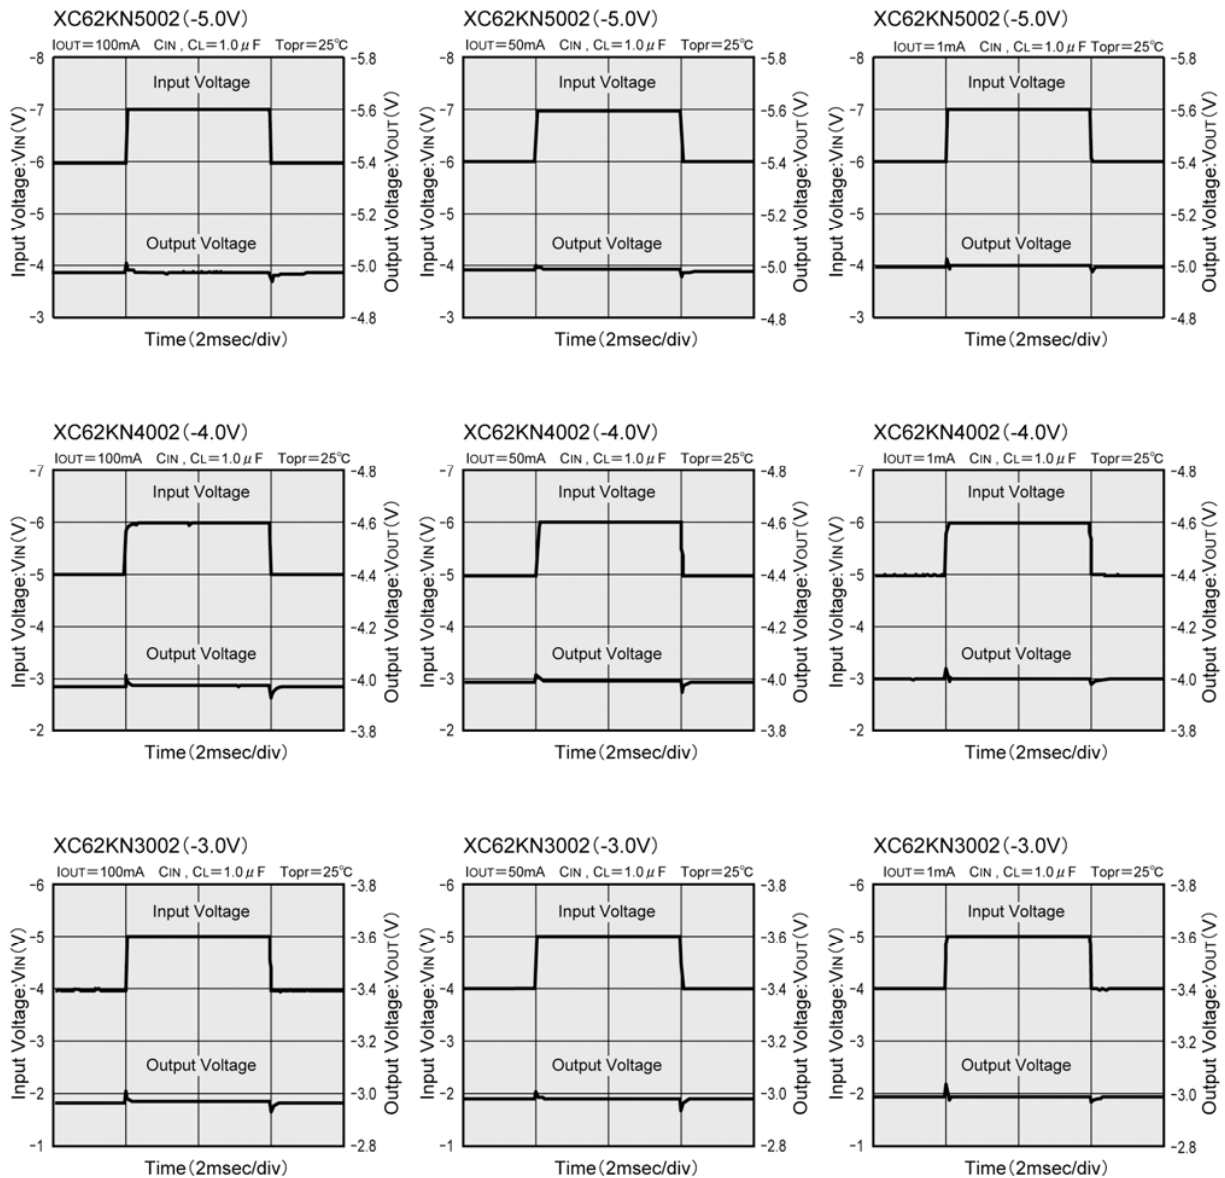 XC62KN5002(-5.0V)
IOUT=100mA CIN , CL=1.0μF Topr=25℃
Input Voltage:VIN(V)
-8
-7
-6
-5
-4
-3
Input Voltage
Output Voltage
-5.8
-5.6
-5.4
-5.2
-5.0
-4.8
Output Voltage:VOUT(V)
Time(2msec/div)
XC62KN5002(-5.0V)
IOUT=50mA CIN , CL=1.0μF Topr=25℃
Input Voltage:VIN(V)
-8
-7
-6
-5
-4
-3
Input Voltage
Output Voltage
-5.8
-5.6
-5.4
-5.2
-5.0
-4.8
Output Voltage:VOUT(V)
Time(2msec/div)
XC62KN5002(-5.0V)
IOUT=1mA CIN , CL=1.0μF Topr=25℃
Input Voltage:VIN(V)
-8
-7
-6
-5
-4
-3
Input Voltage
Output Voltage
-5.8
-5.6
-5.4
-5.2
-5.0
-4.8
Output Voltage:VOUT(V)
Time(2msec/div)
XC62KN4002(-4.0V)
IOUT=100mA CIN , CL=1.0μF Topr=25℃
Input Voltage:VIN(V)
-7
-6
-5
-4
-3
-2
Input Voltage
Output Voltage
-4.8
-4.6
-4.4
-4.2
-4.0
-3.8
Output Voltage:VOUT(V)
Time(2msec/div)
XC62KN4002(-4.0V)
IOUT=50mA CIN , CL=1.0μF Topr=25℃
Input Voltage:VIN(V)
-7
-6
-5
-4
-3
-2
Input Voltage
Output Voltage
-4.8
-4.6
-4.4
-4.2
-4.0
-3.8
Output Voltage:VOUT(V)
Time(2msec/div)
XC62KN4002(-4.0V)
IOUT=1mA CIN , CL=1.0μF Topr=25℃
Input Voltage:VIN(V)
-7
-6
-5
-4
-3
-2
Input Voltage
Output Voltage
-4.8
-4.6
-4.4
-4.2
-4.0
-3.8
Output Voltage:VOUT(V)
Time(2msec/div)
XC62KN3002(-3.0V)
IOUT=100mA CIN , CL=1.0μF Topr=25℃
Input Voltage:VIN(V)
-6
-5
-4
-3
-2
-1
Input Voltage
Output Voltage
-3.8
-3.6
-3.4
-3.2
-3.0
-2.8
Output Voltage:VOUT(V)
Time(2msec/div)
XC62KN3002(-3.0V)
IOUT=50mA CIN , CL=1.0μF Topr=25℃
Input Voltage:VIN(V)
-6
-5
-4
-3
-2
-1
Input Voltage
Output Voltage
-3.8
-3.6
-3.4
-3.2
-3.0
-2.8
Output Voltage:VOUT(V)
Time(2msec/div)
XC62KN3002(-3.0V)
IOUT=1mA CIN , CL=1.0μF Topr=25℃
Input Voltage:VIN(V)
-6
-5
-4
-3
-2
-1
Input Voltage
Output Voltage
-3.8
-3.6
-3.4
-3.2
-3.0
-2.8
Output Voltage:VOUT(V)
Time(2msec/div)